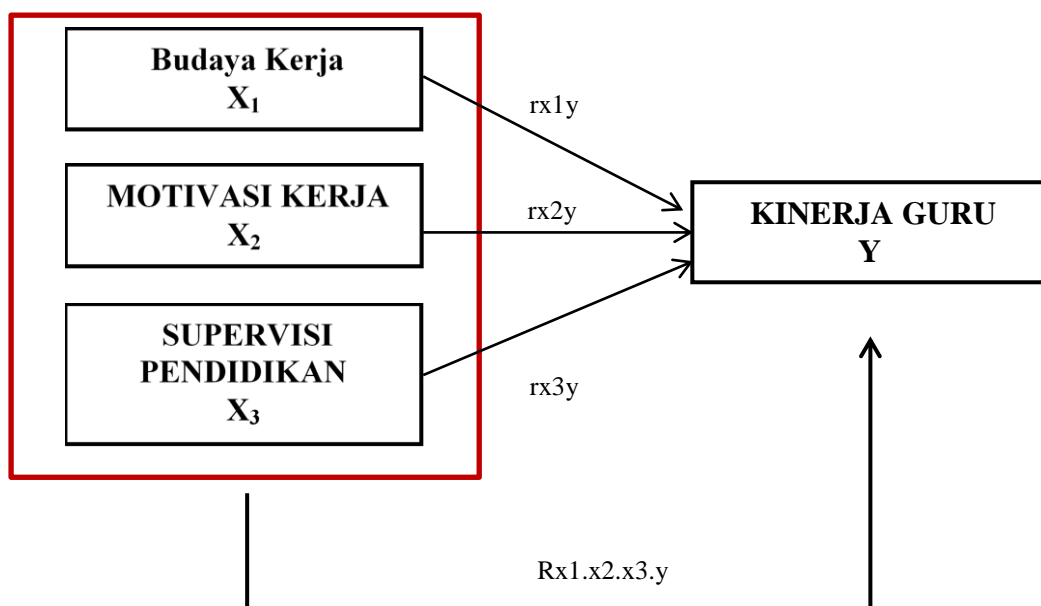 Budaya Kerja
X₁
rx1y
MOTIVASI KERJA
X₂
rx2y
KINERJA GURU
Y
SUPERVISI
PENDIDIKAN
X₃
rx3y
Rx1.x2.x3.y